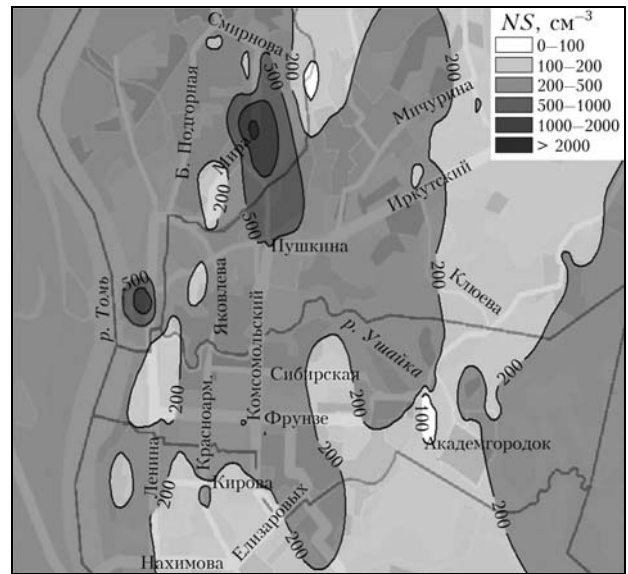 NS, см⁻³
0–100
100–200
200–500
500–1000
1000–2000
> 2000
Смирнова
500
200
200
Б. Подгорная
Мира
Мичурина
Иркутский
200
500
Пушкина
200
500
р. Томь
Яковлева
Комсомольский
Клюева
р. Ушайка
Сибирская
200
200
200
Красноарм.
Фрунзе
100
Академгородок
Ленина
200
Кирова
200
Елизаровых
200
200
Нахимова